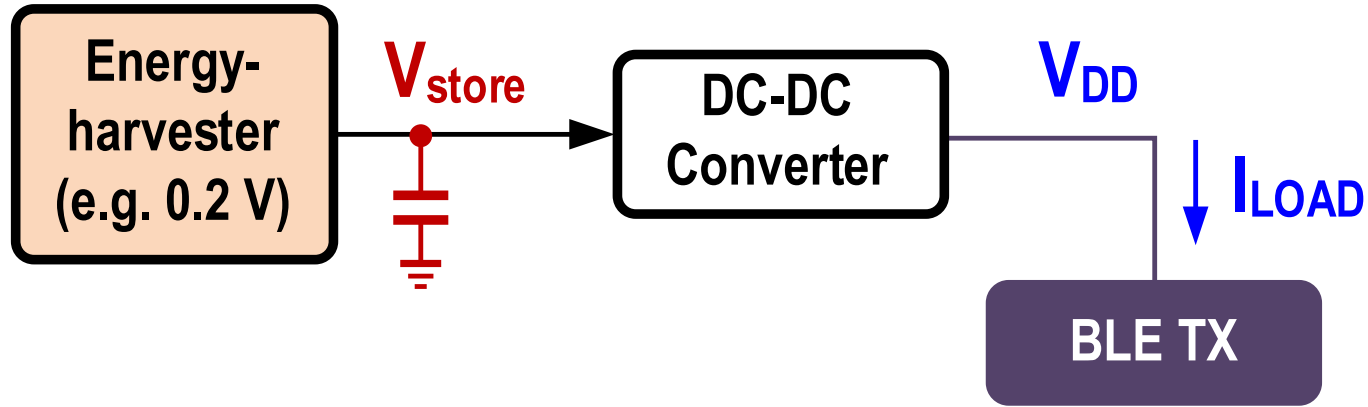 Energy-
harvester
(e.g. 0.2 V)
Vstore
DC-DC
Converter
VDD
ILOAD
BLE TX